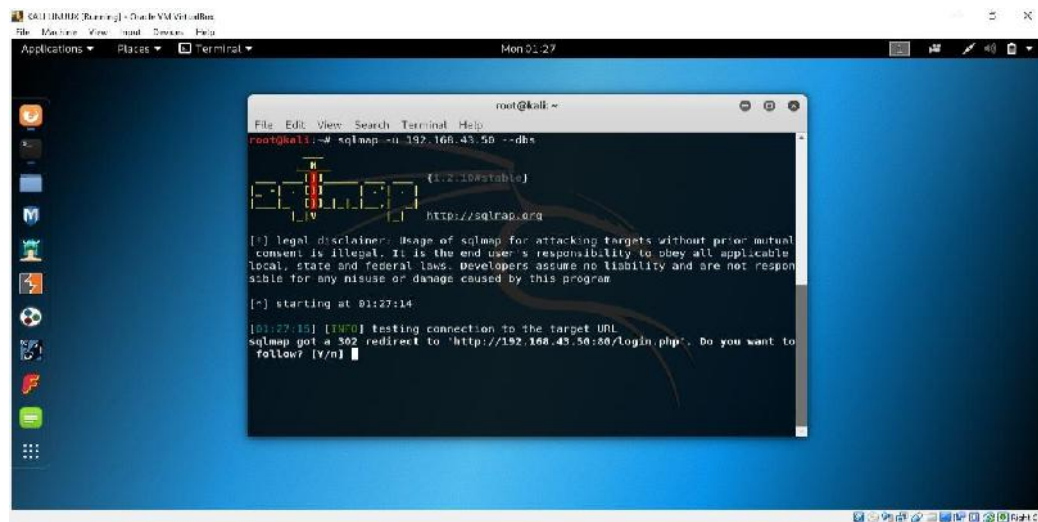 KALI LINUUX [Running] - Oracle VM VirtualBox
File Machine View Input Devices Help
Applications Places Terminal Mon 01:27 1
root@kali: ~
File Edit View Search Terminal Help
root@kali:~# sqlmap -u 192.168.43.50 --dbs
{1.2.10#stable}
http://sqlmap.org
[*] legal disclaimer: Usage of sqlmap for attacking targets without prior mutual
consent is illegal. It is the end user's responsibility to obey all applicable
local, state and federal laws. Developers assume no liability and are not respon
sible for any misuse or damage caused by this program
[*] starting at 01:27:14
[01:27:15] [INFO] testing connection to the target URL
sqlmap got a 302 redirect to 'http://192.168.43.50:80/login.php'. Do you want to
follow? [Y/n]
Right C